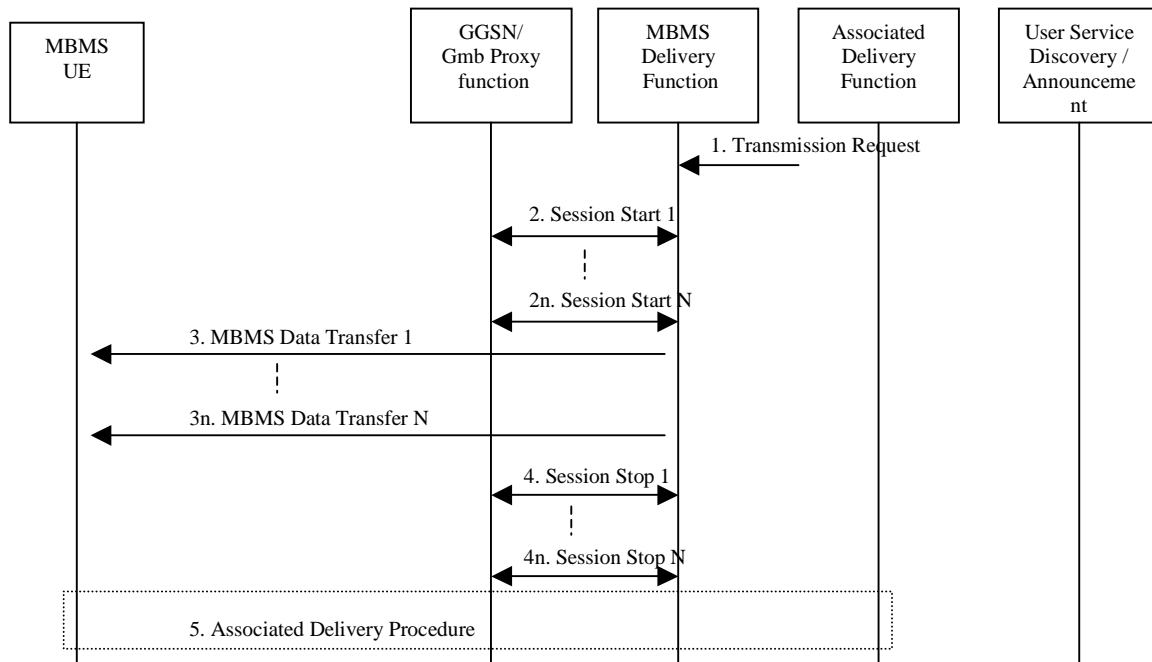 MBMS
UE
GGSN/
Gmb Proxy
function
MBMS
Delivery
Function
Associated
Delivery
Function
User Service
Discovery /
Announceme
nt
1. Transmission Request
2. Session Start 1
2n. Session Start N
3. MBMS Data Transfer 1
3n. MBMS Data Transfer N
4. Session Stop 1
4n. Session Stop N
5. Associated Delivery Procedure